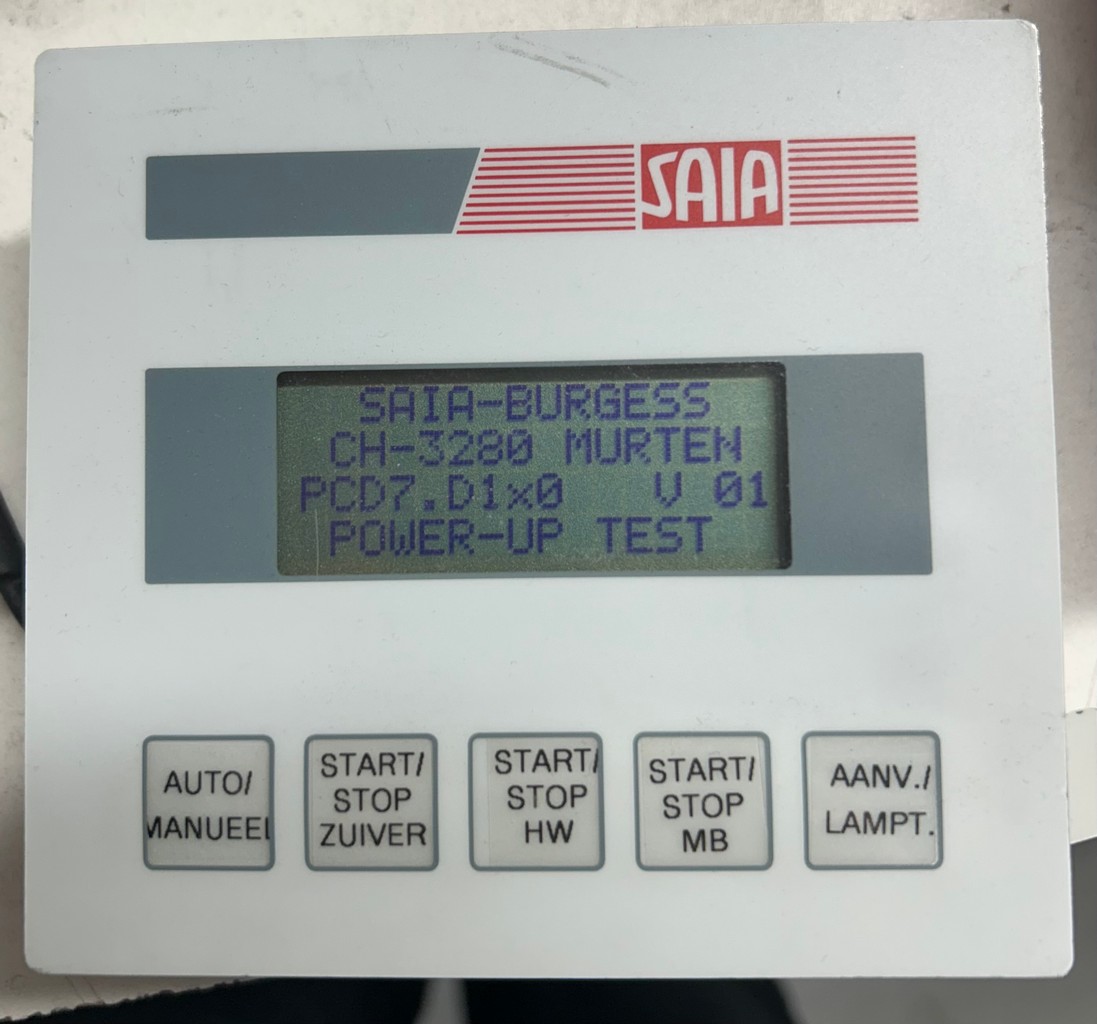 SAIA
SAIA-BURGESS
CH-3280 MURTEN
PCD7.D1x0 V 01
POWER-UP TEST
AUTO/
MANUEEL
START/
STOP
ZUIVER
START/
STOP
HW
START/
STOP
MB
AANV./
LAMPT.